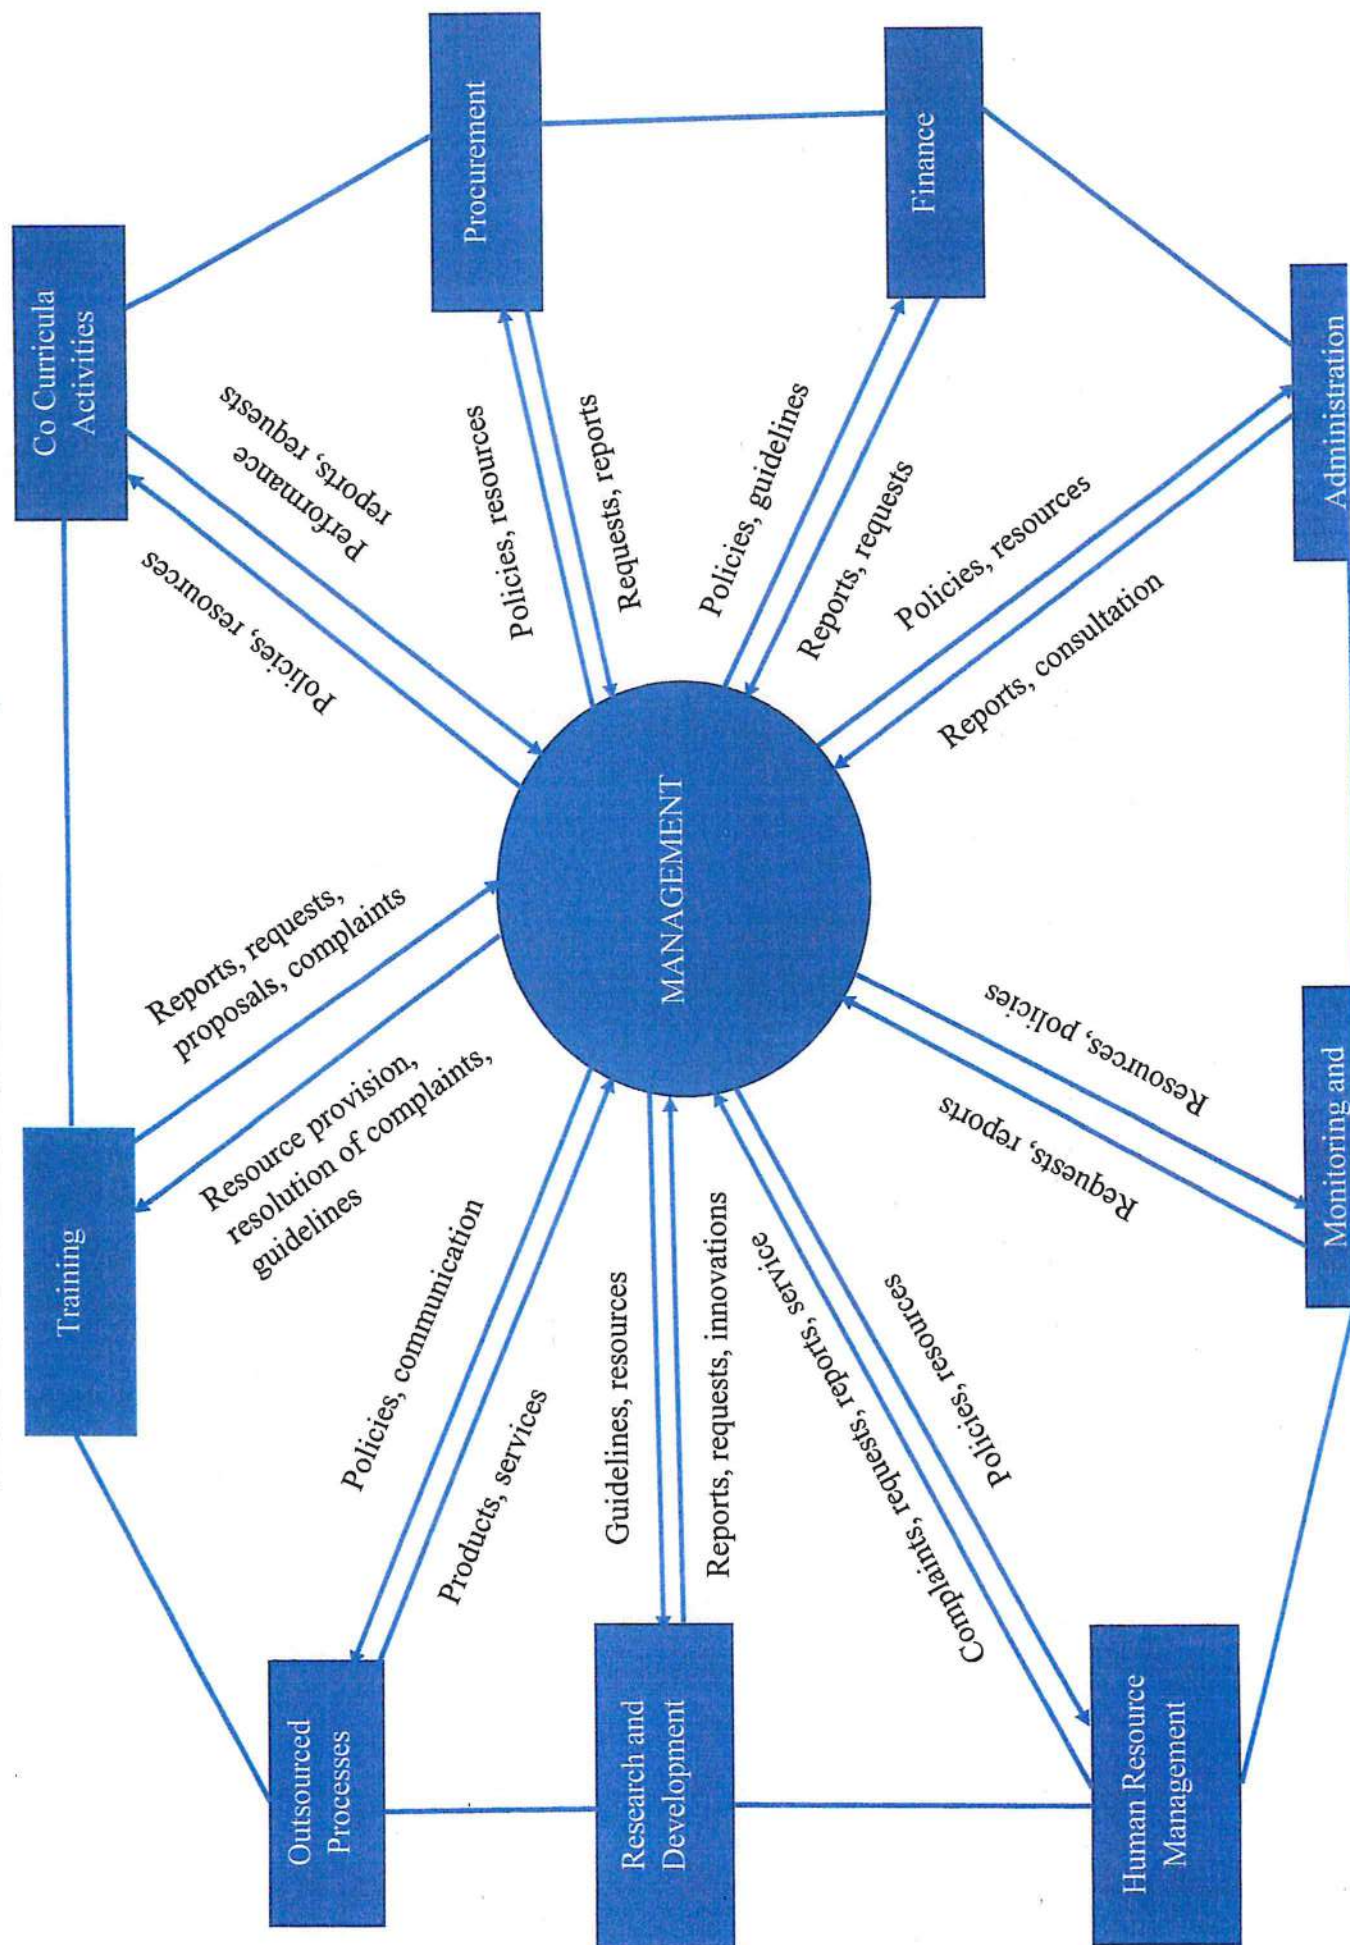 Training
Co Curricula
Activities
Outsourced
Processes
Procurement
Reports, requests,
proposals, complaints
Resource provision,
resolution of complaints,
guidelines
Policies, resources
Performance
reports, requests
Policies, communication
Products, services
Policies, resources
Requests, reports
Research and
Development
Guidelines, resources
Reports, requests, innovations
MANAGEMENT
Policies, guidelines
Reports, requests
Finance
Complaints, requests, reports, service
Policies, resources
Policies, resources
Reports, consultation
Requests, reports
Resources, policies
Human Resource
Management
Monitoring and
Administration